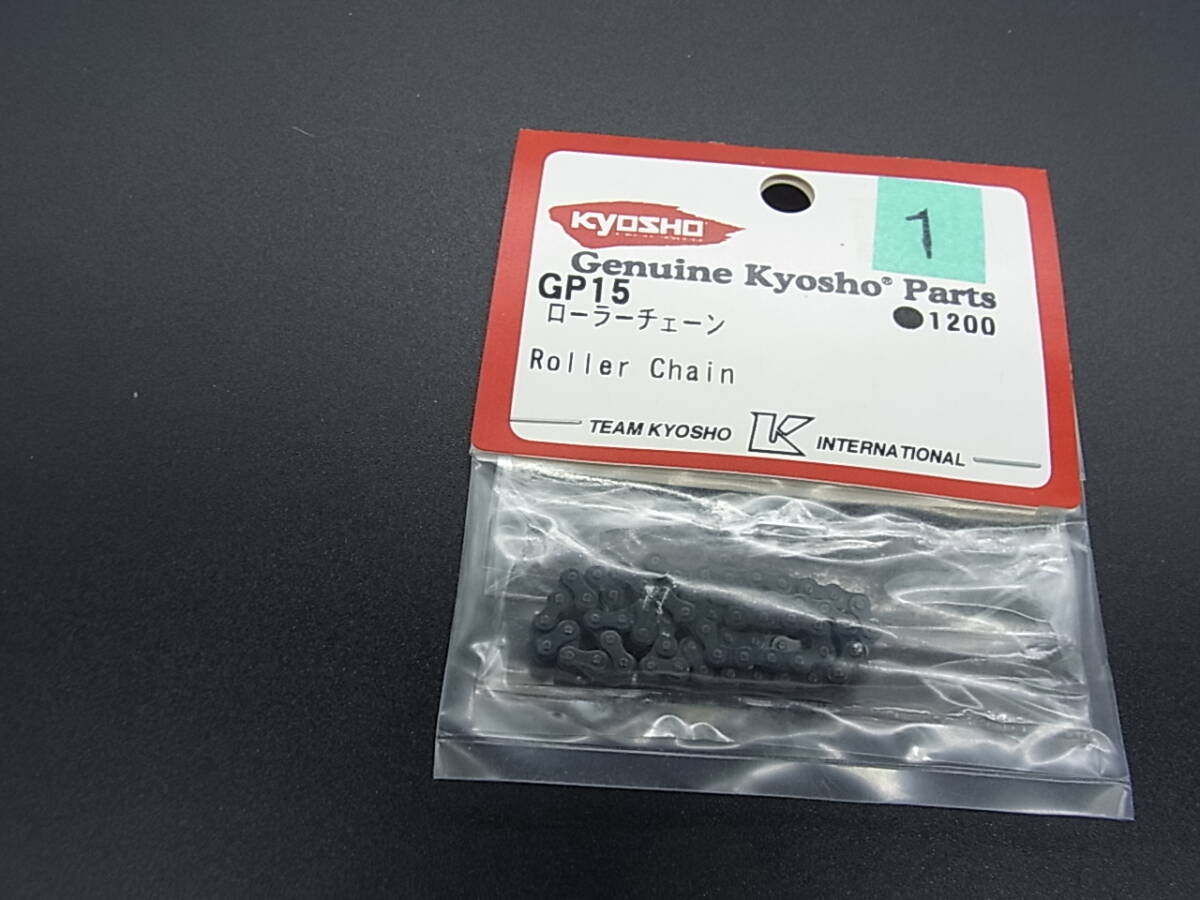 KYOSHO
1
Genuine Kyosho® Parts
GP15
●1200
ローラーチェーン
Roller Chain
TEAM KYOSHO K INTERNATIONAL